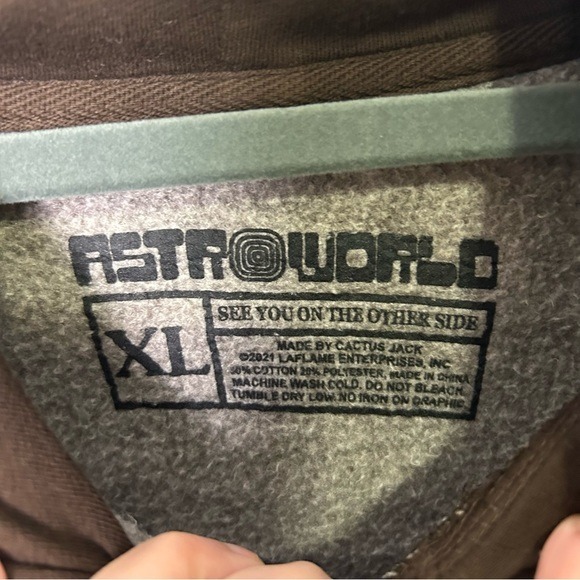 ASTROWORLD
XL
SEE YOU ON THE OTHER SIDE
MADE BY CACTUS JACK
©2021 LAFLAME ENTERPRISES, INC
COTTON 20% POLYESTER, MADE IN CHINA
MACHINE WASH COLD. DO NOT BLEACH
TUMBLE DRY LOW. NO IRON ON GRAPHIC